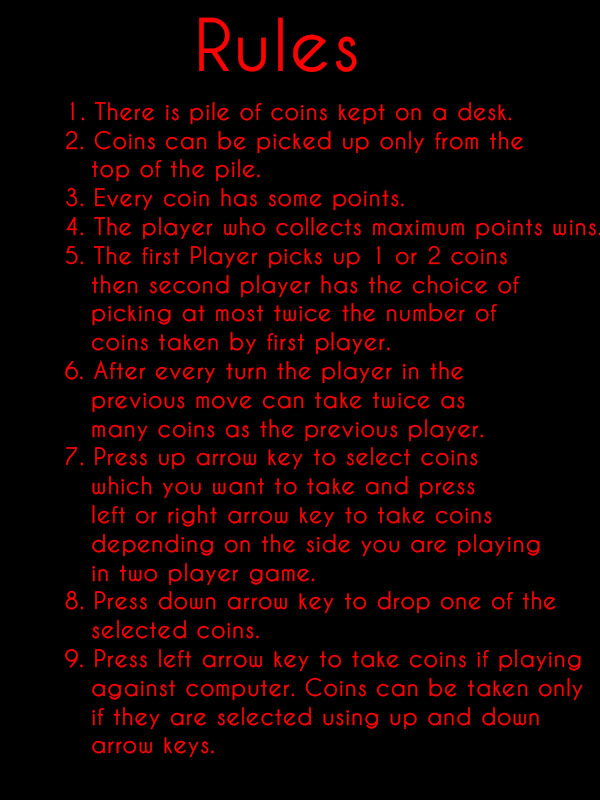 Rules
1. There is pile of coins kept on a desk.
2. Coins can be picked up only from the
top of the pile.
3. Every coin has some points.
4. The player who collects maximum points wins.
5. The first Player picks up 1 or 2 coins
then second player has the choice of
picking at most twice the number of
coins taken by first player.
6. After every turn the player in the
previous move can take twice as
many coins as the previous player.
7. Press up arrow key to select coins
which you want to take and press
left or right arrow key to take coins
depending on the side you are playing
in two player game.
8. Press down arrow key to drop one of the
selected coins.
9. Press left arrow key to take coins if playing
against computer. Coins can be taken only
if they are selected using up and down
arrow keys.